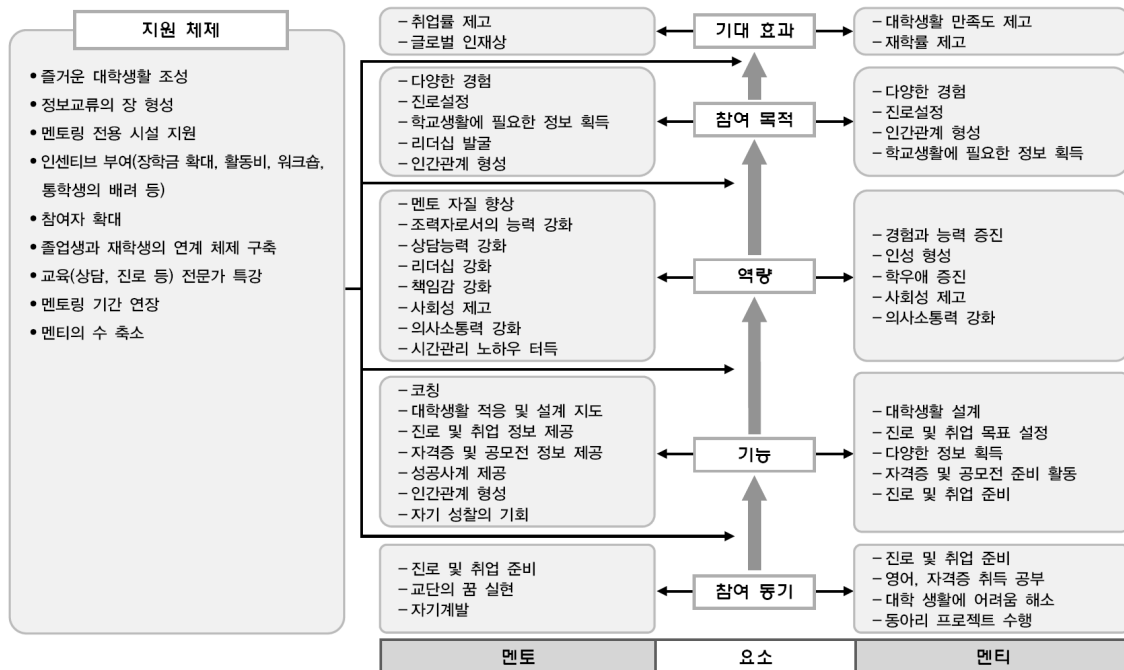 지원 체제
• 즐거운 대학생활 조성
• 정보교류의 장 형성
• 멘토링 전용 시설 지원
• 인센티브 부여(장학금 확대, 활동비, 워크숍,
통학생의 배려 등)
• 참여자 확대
• 졸업생과 재학생의 연계 체제 구축
• 교육(상담, 진로 등) 전문가 특강
• 멘토링 기간 연장
• 멘티의 수 축소
– 취업률 제고
– 글로벌 인재상
기대 효과
– 대학생활 만족도 제고
– 재학률 제고
– 다양한 경험
– 진로설정
– 학교생활에 필요한 정보 획득
– 리더십 발굴
– 인간관계 형성
참여 목적
– 다양한 경험
– 진로설정
– 인간관계 형성
– 학교생활에 필요한 정보 획득
– 멘토 자질 향상
– 조력자로서의 능력 강화
– 상담능력 강화
– 리더십 강화
– 책임감 강화
– 사회성 제고
– 의사소통력 강화
– 시간관리 노하우 터득
역량
– 경험과 능력 증진
– 인성 형성
– 학우애 증진
– 사회성 제고
– 의사소통력 강화
– 코칭
– 대학생활 적응 및 설계 지도
– 진로 및 취업 정보 제공
– 자격증 및 공모전 정보 제공
– 성공사계 제공
– 인간관계 형성
– 자기 성찰의 기회
기능
– 대학생활 설계
– 진로 및 취업 목표 설정
– 다양한 정보 획득
– 자격증 및 공모전 준비 활동
– 진로 및 취업 준비
– 진로 및 취업 준비
– 교단의 꿈 실현
– 자기계발
참여 동기
– 진로 및 취업 준비
– 영어, 자격증 취득 공부
– 대학 생활에 어려움 해소
– 동아리 프로젝트 수행
멘토
요소
멘티